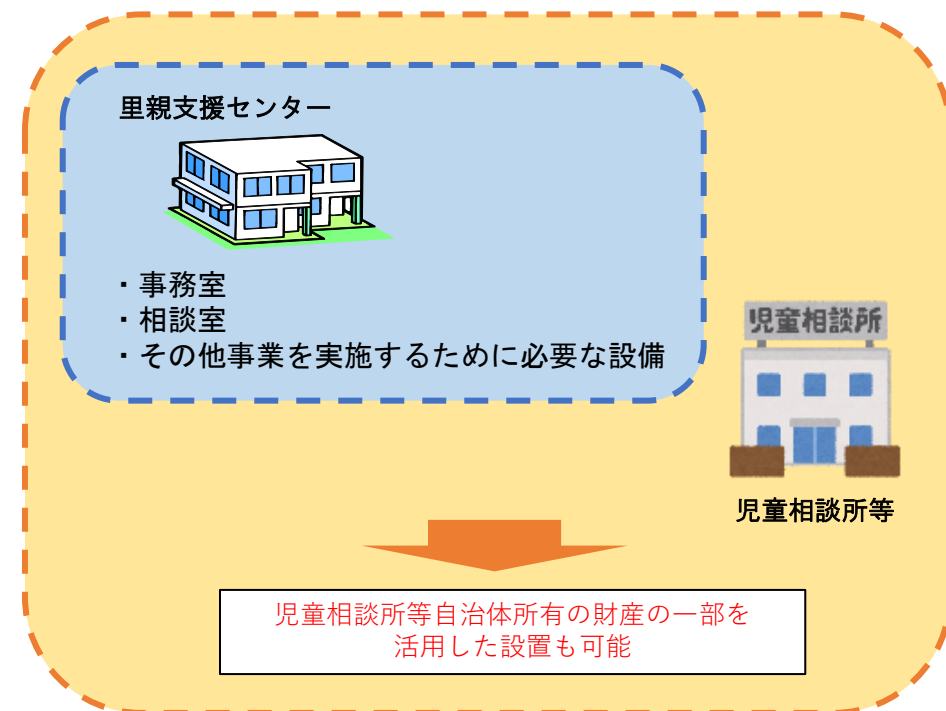 里親支援センター
・事務室
・相談室
・その他事業を実施するために必要な設備
児童相談所
児童相談所等
児童相談所等自治体所有の財産の一部を
活用した設置も可能